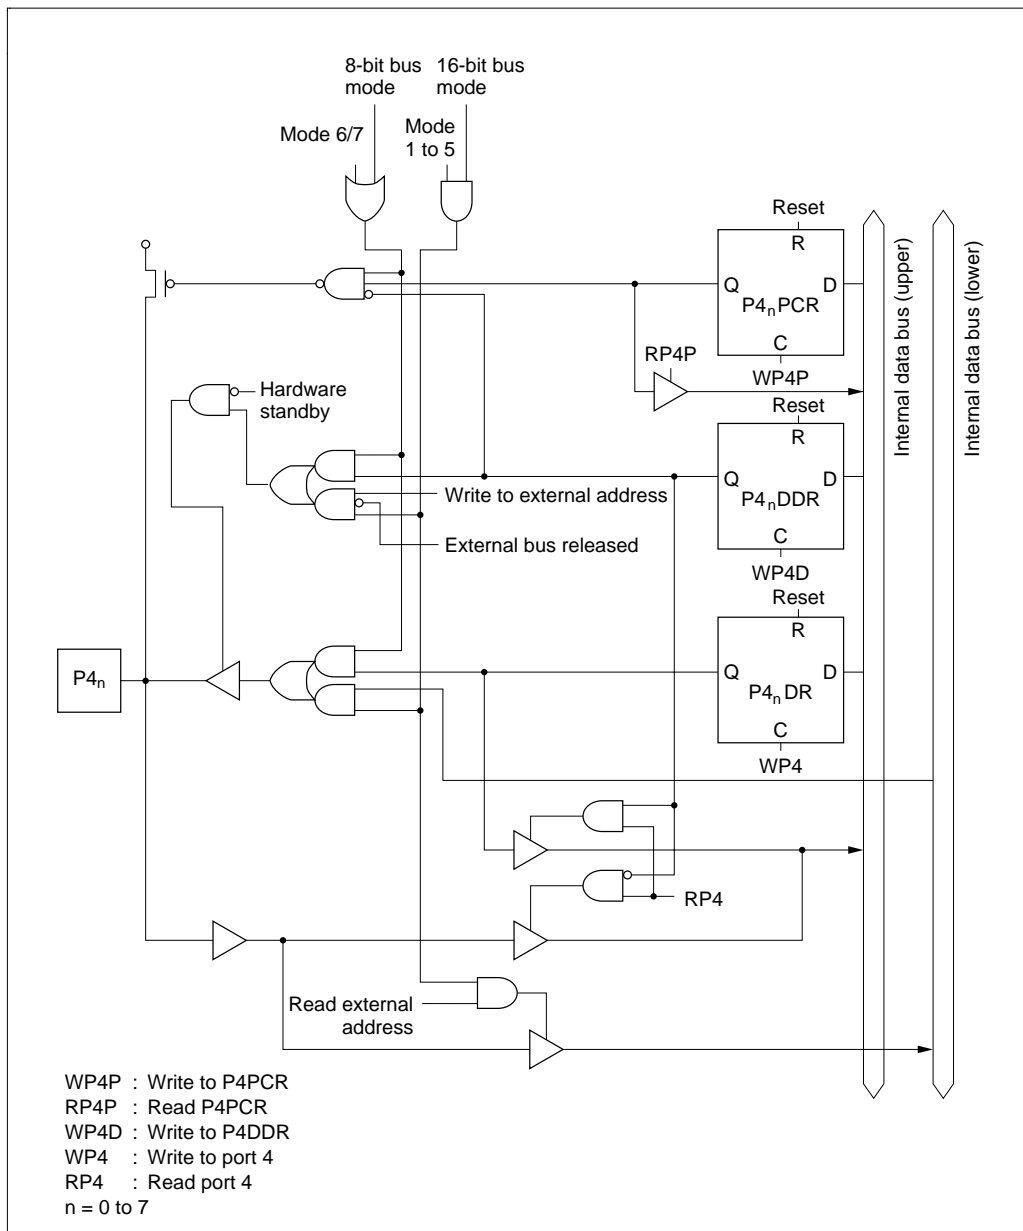 8-bit bus
mode
16-bit bus
mode
Mode 6/7
Mode
1 to 5
Reset
R
Q
D
P4nPCR
C
WP4P
RP4P
Hardware
standby
Reset
R
Q
D
P4nDDR
C
WP4D
Write to external address
External bus released
Reset
R
Q
D
P4nDR
C
WP4
P4n
RP4
Read external
address
Internal data bus (upper)
Internal data bus (lower)
WP4P : Write to P4PCR
RP4P : Read P4PCR
WP4D : Write to P4DDR
WP4 : Write to port 4
RP4 : Read port 4
n = 0 to 7